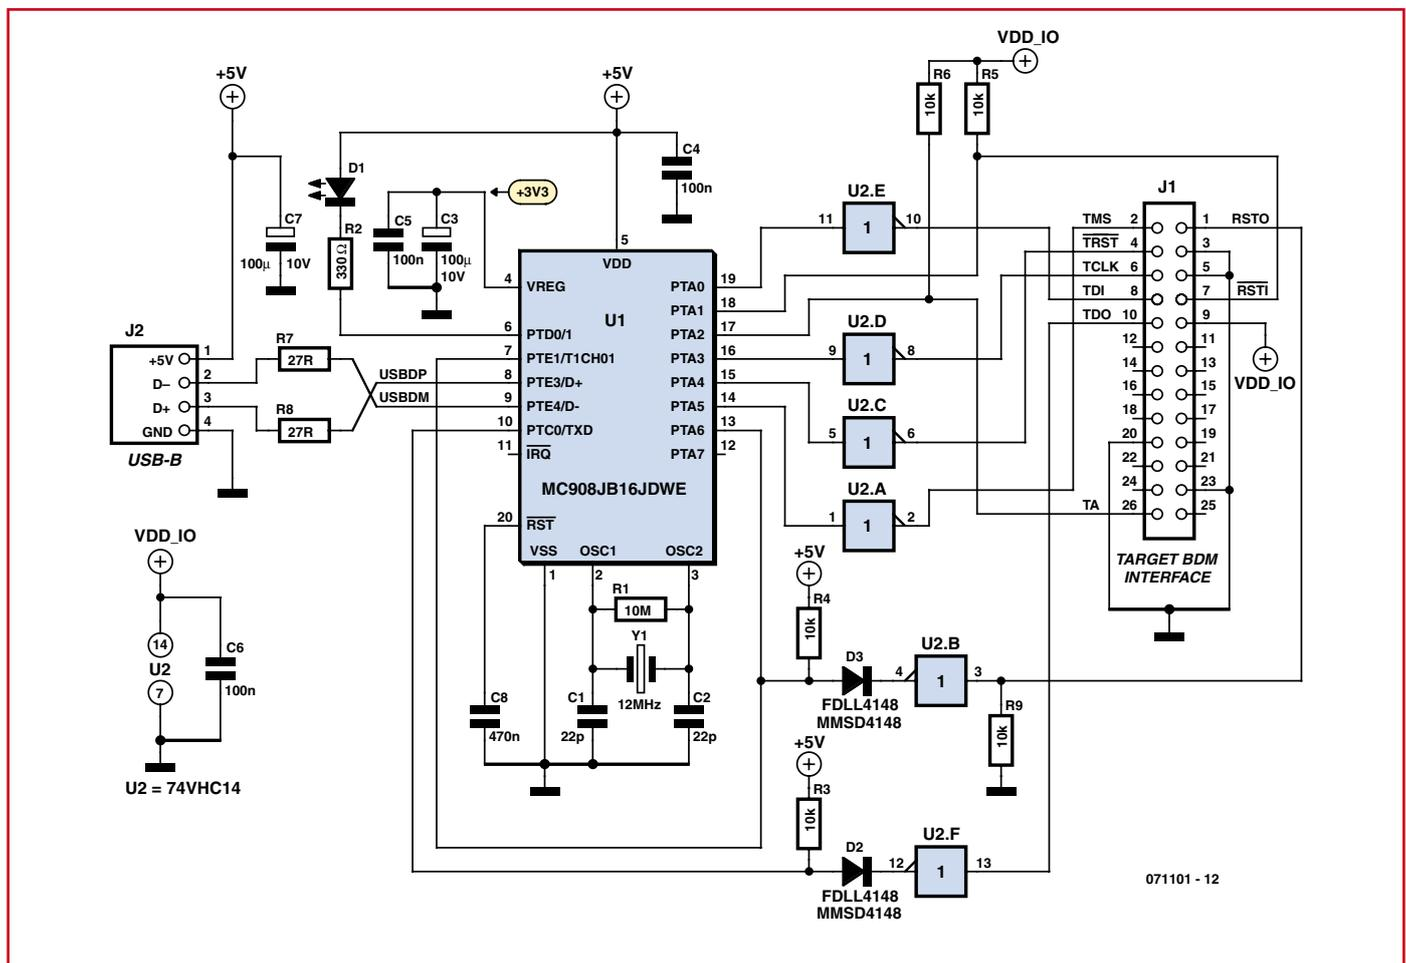 VDD_IO
+5V
+5V
R6
R5
10k
10k
D1
C4
100n
+3V3
C7
100µ
10V
R2
330Ω
C5
100n
C3
100µ
10V
U2.E
11
1
10
J1
TMS
2
1
RSTO
TRST
4
3
TCLK
6
5
TDI
8
7
RSTI
TDO
10
9
12
11
14
13
VDD_IO
16
15
18
17
20
19
22
21
24
23
TA
26
25
TARGET BDM
INTERFACE
5
VDD
4
VREG
PTA0
19
U1
PTA1
18
6
PTD0/1
PTA2
17
7
PTE1/T1CH01
PTA3
16
8
PTE3/D+
PTA4
15
9
PTE4/D-
PTA5
14
10
PTC0/TXD
PTA6
13
11
IRQ
PTA7
12
MC908JB16JDWE
20
RST
VSS
OSC1
OSC2
1
2
3
U2.D
9
1
8
U2.C
5
1
6
U2.A
1
1
2
J2
+5V
1
D–
2
D+
3
GND
4
USB-B
R7
27R
R8
27R
USBDP
USBDM
VDD_IO
14
U2
7
C6
100n
U2 = 74VHC14
R1
10M
Y1
12MHz
C8
470n
C1
22p
C2
22p
+5V
R4
10k
D3
FDLL4148
MMSD4148
4
U2.B
1
3
R9
10k
+5V
R3
10k
D2
FDLL4148
MMSD4148
12
U2.F
1
13
071101 - 12